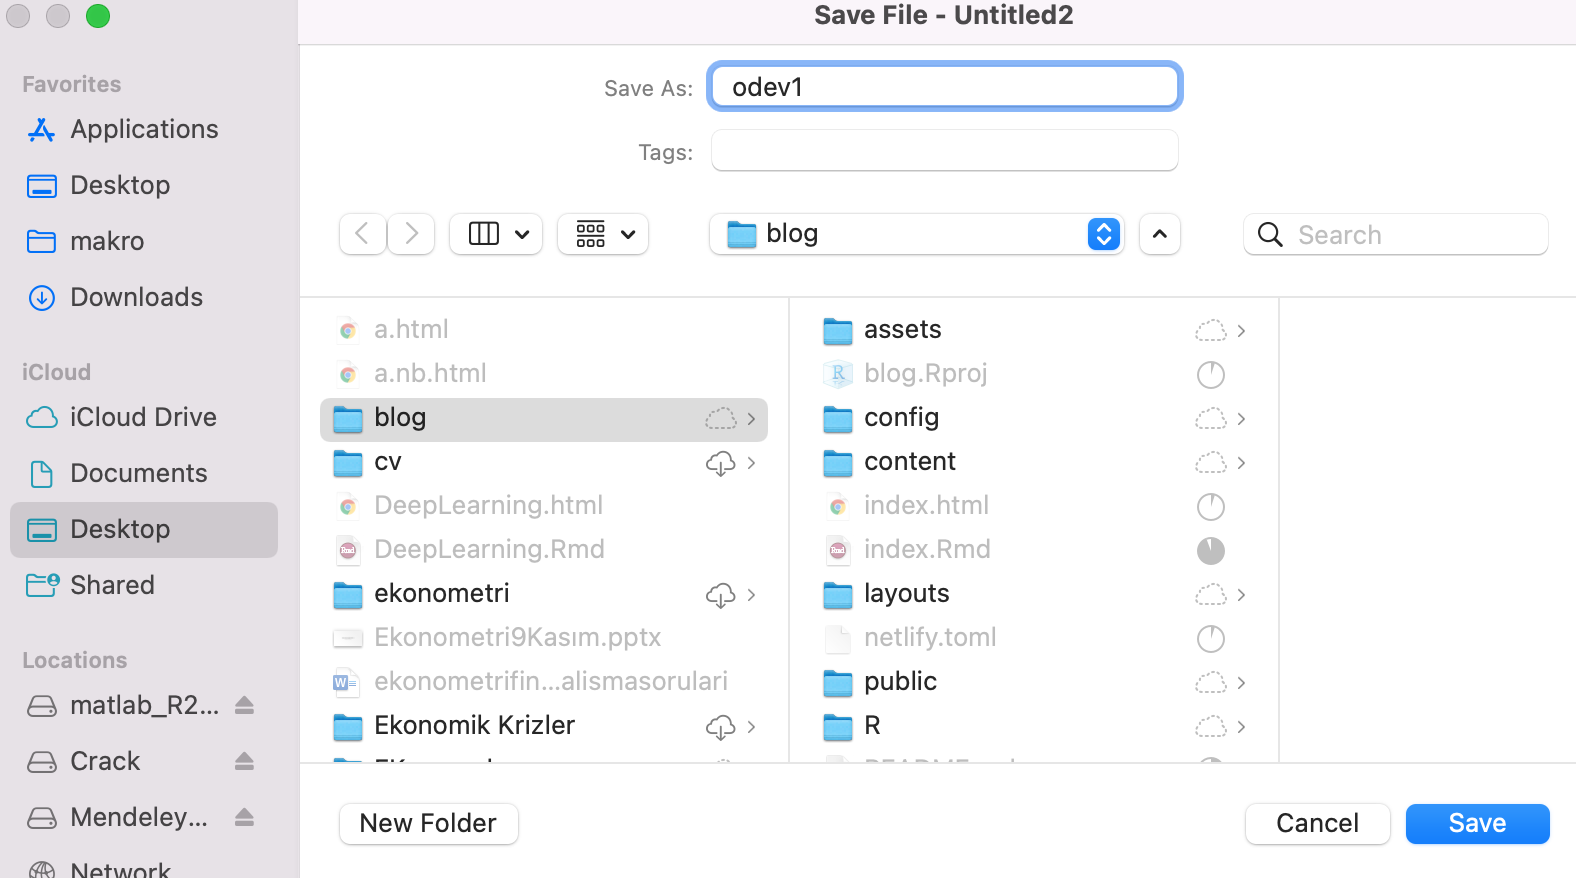 Save File - Untitled2
Save As: odev1
Tags:
blog
Search
Favorites
Applications
Desktop
makro
Downloads
iCloud
iCloud Drive
Documents
Desktop
Shared
Locations
matlab_R2...
Crack
Mendeley...
Network
a.html
a.nb.html
blog
cv
DeepLearning.html
DeepLearning.Rmd
ekonometri
Ekonometri9Kasım.pptx
ekonometrifin...alismasorulari
Ekonomik Krizler
assets
blog.Rproj
config
content
index.html
index.Rmd
layouts
netlify.toml
public
R
New Folder
Cancel
Save